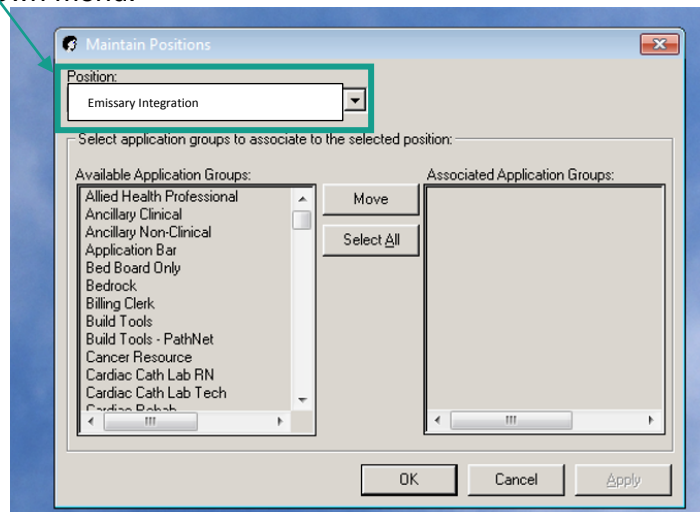 Maintain Positions
Position:
Emissary Integration
Select application groups to associate to the selected position:
Available Application Groups:
Allied Health Professional
Ancillary Clinical
Ancillary Non-Clinical
Application Bar
Bed Board Only
Bedrock
Billing Clerk
Build Tools
Build Tools - PathNet
Cancer Resource
Cardiac Cath Lab RN
Cardiac Cath Lab Tech
Cardiac Rehab
Move
Select All
Associated Application Groups:
OK
Cancel
Apply